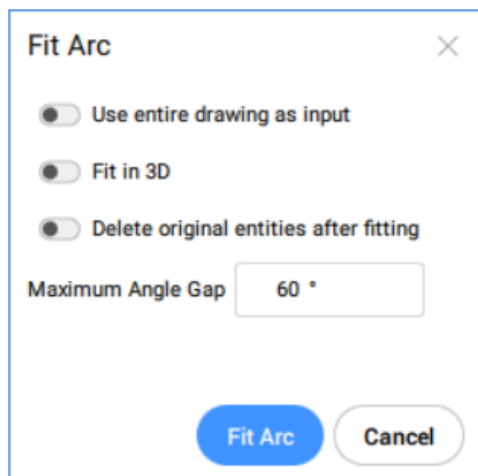 Fit Arc
Use entire drawing as input
Fit in 3D
Delete original entities after fitting
Maximum Angle Gap 60 °
Fit Arc Cancel